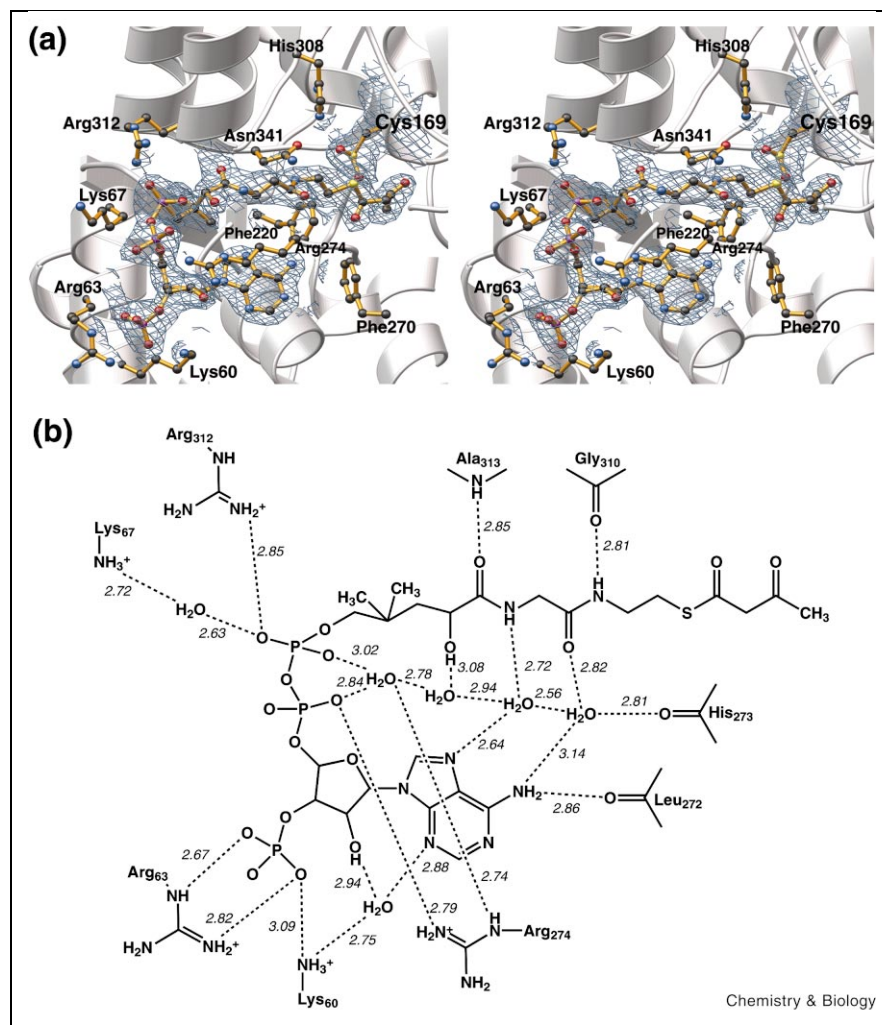 (a)
His308
His308
Arg312
Asn341
Cys169
Arg312
Asn341
Cys169
Lys67
Lys67
Phe220
Arg274
Phe220
Arg274
Arg63
Arg63
Phe270
Phe270
Lys60
Lys60
(b)
Arg312
NH
H2N
NH2+
Lys67
NH3+
2.72
H2O
2.63
2.85
Ala313
N
H
2.85
O
Gly310
O
2.81
H
N
O
O
S
CH3
H3C
CH3
O
O
H
N
H
O
O
P
O
3.02
O
O
P
O
2.84
H2O
2.78
H2O
3.08
2.94
2.72
H2O
2.56
2.82
H2O
2.81
O
His273
O
O
2.64
3.14
N
N
NH2
2.86
O
Leu272
N
N
O
O
P
O
O
O
H
2.94
H2O
2.88
2.74
Arg63
NH
2.67
2.82
H2N
NH2+
3.09
2.75
NH3+
Lys60
2.79
H2N+
H
N
Arg274
NH2
Chemistry & Biology